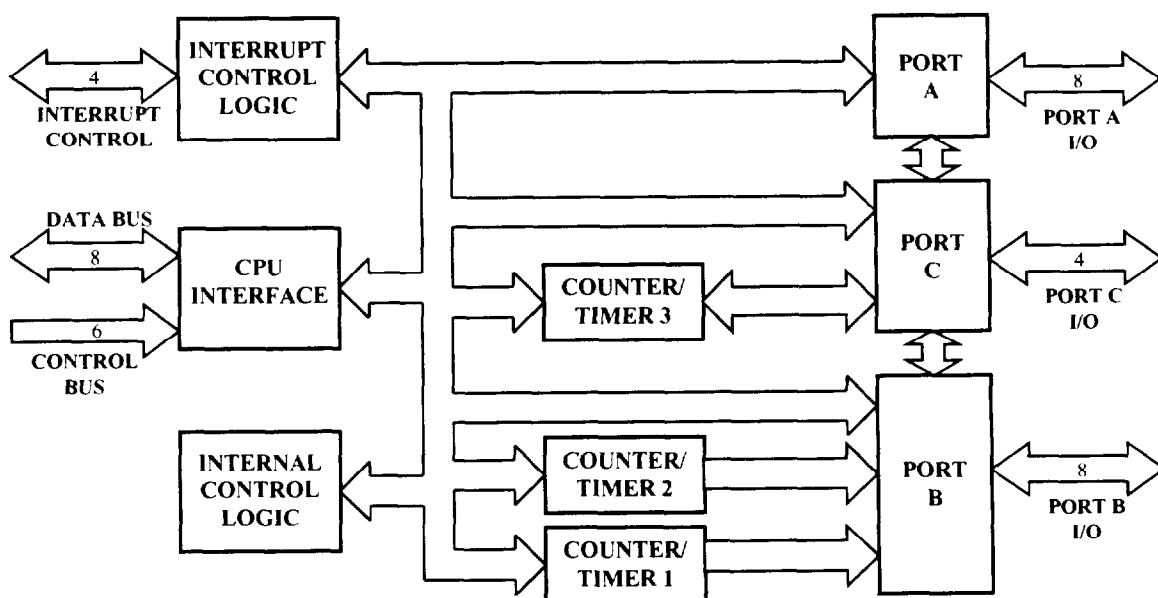 INTERRUPT
CONTROL
LOGIC
4
INTERRUPT
CONTROL
PORT
A
8
PORT A
I/O
DATA BUS
8
CPU
INTERFACE
6
CONTROL
BUS
PORT
C
4
PORT C
I/O
COUNTER/
TIMER 3
INTERNAL
CONTROL
LOGIC
COUNTER/
TIMER 2
COUNTER/
TIMER 1
PORT
B
8
PORT B
I/O